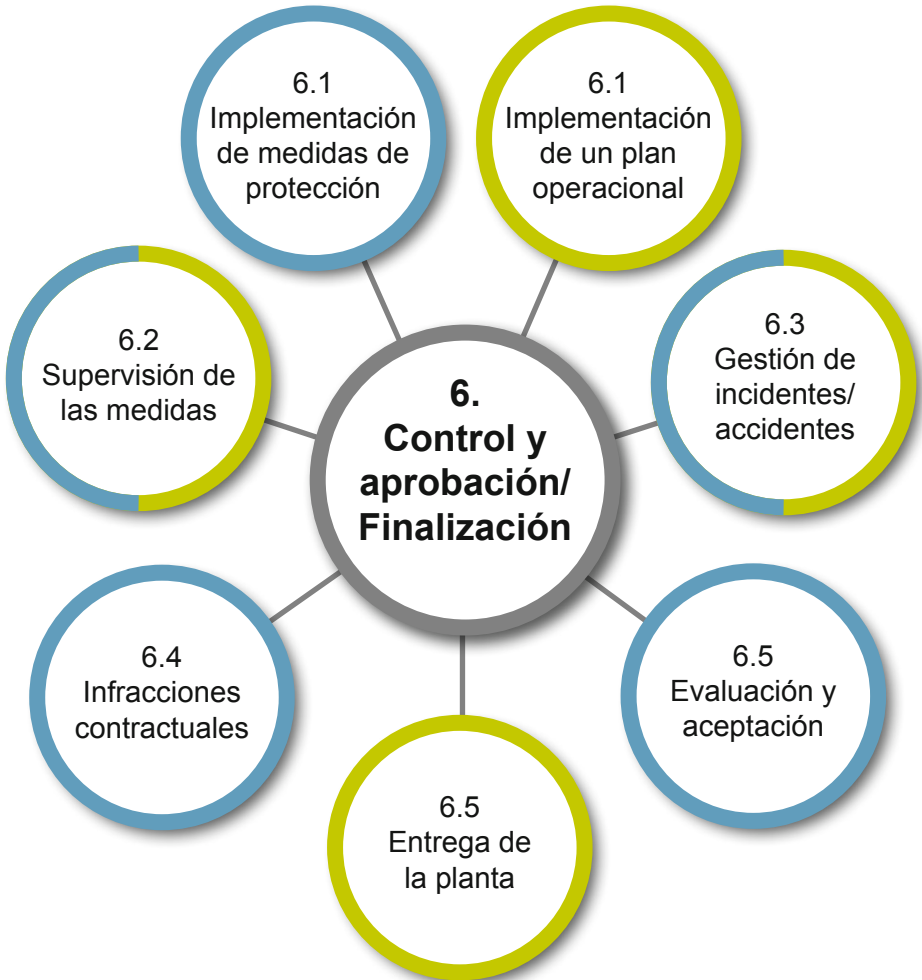 6.1
Implementación
de medidas de
protección
6.1
Implementación
de un plan
operacional
6.2
Supervisión de
las medidas
6.3
Gestión de
incidentes/
accidentes
6.
Control y
aprobación/
Finalización
6.4
Infracciones
contractuales
6.5
Evaluación y
aceptación
6.5
Entrega de
la planta